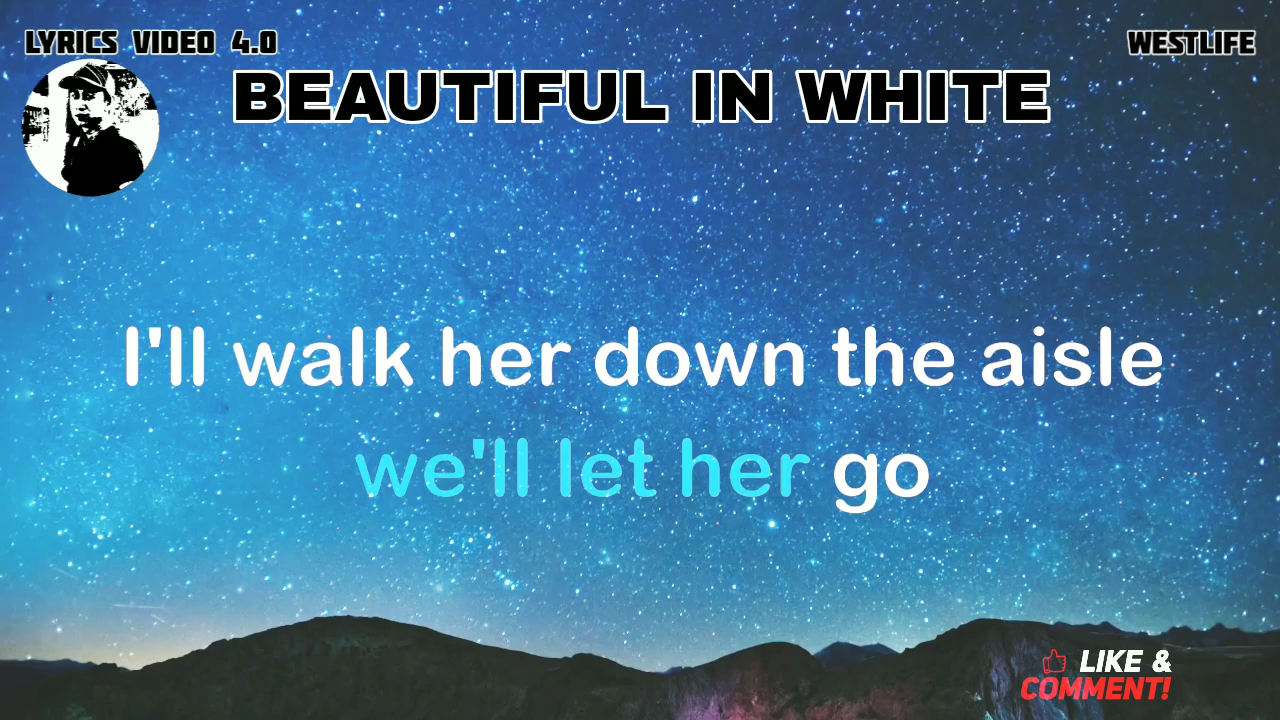 LYRICS VIDEO 4.0
WESTLIFE
BEAUTIFUL IN WHITE
I'll walk her down the aisle
we'll let her go
LIKE &
COMMENT!